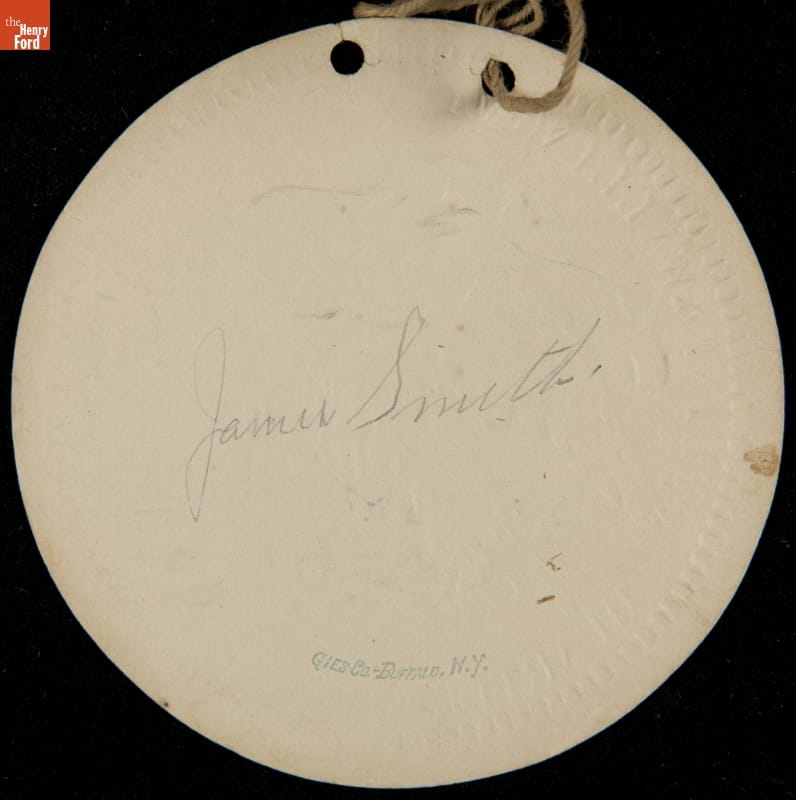 the
Henry
Ford
James Smith.
GIES·CO.-BUFFALO, N.Y.